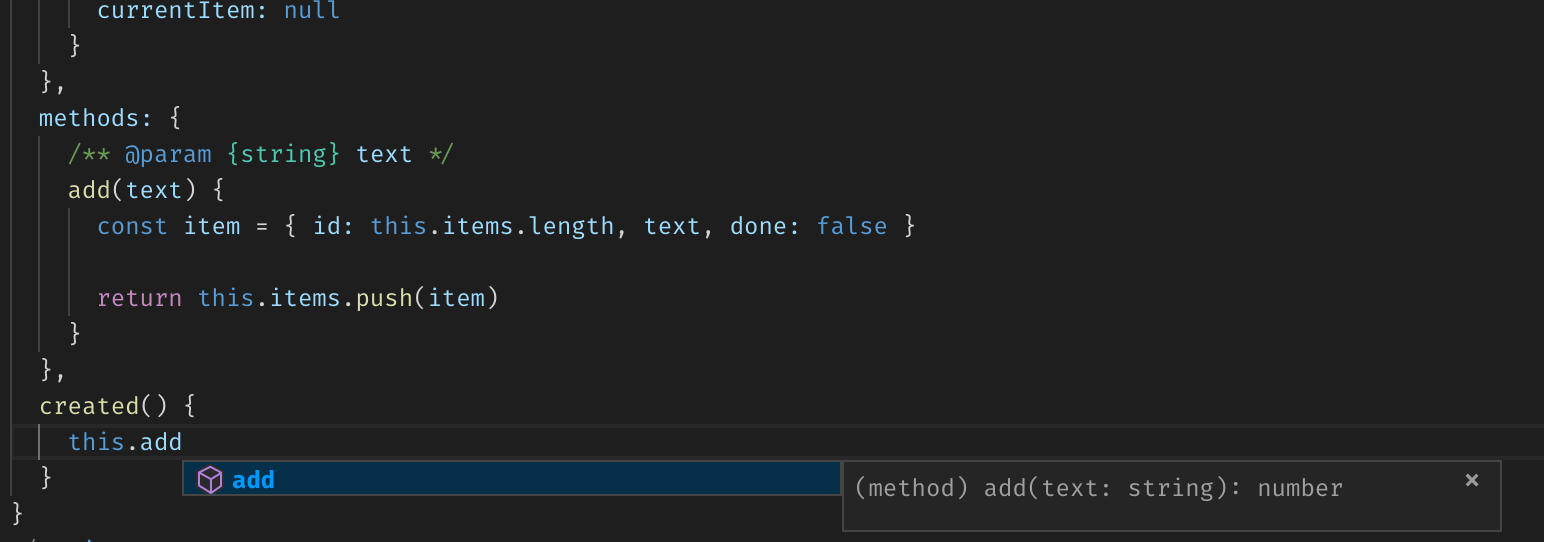 currentItem: null
}
},
methods: {
/** @param {string} text */
add(text) {
const item = { id: this.items.length, text, done: false }
return this.items.push(item)
}
},
created() {
this.add
}
add
(method) add(text: string): number
×
}